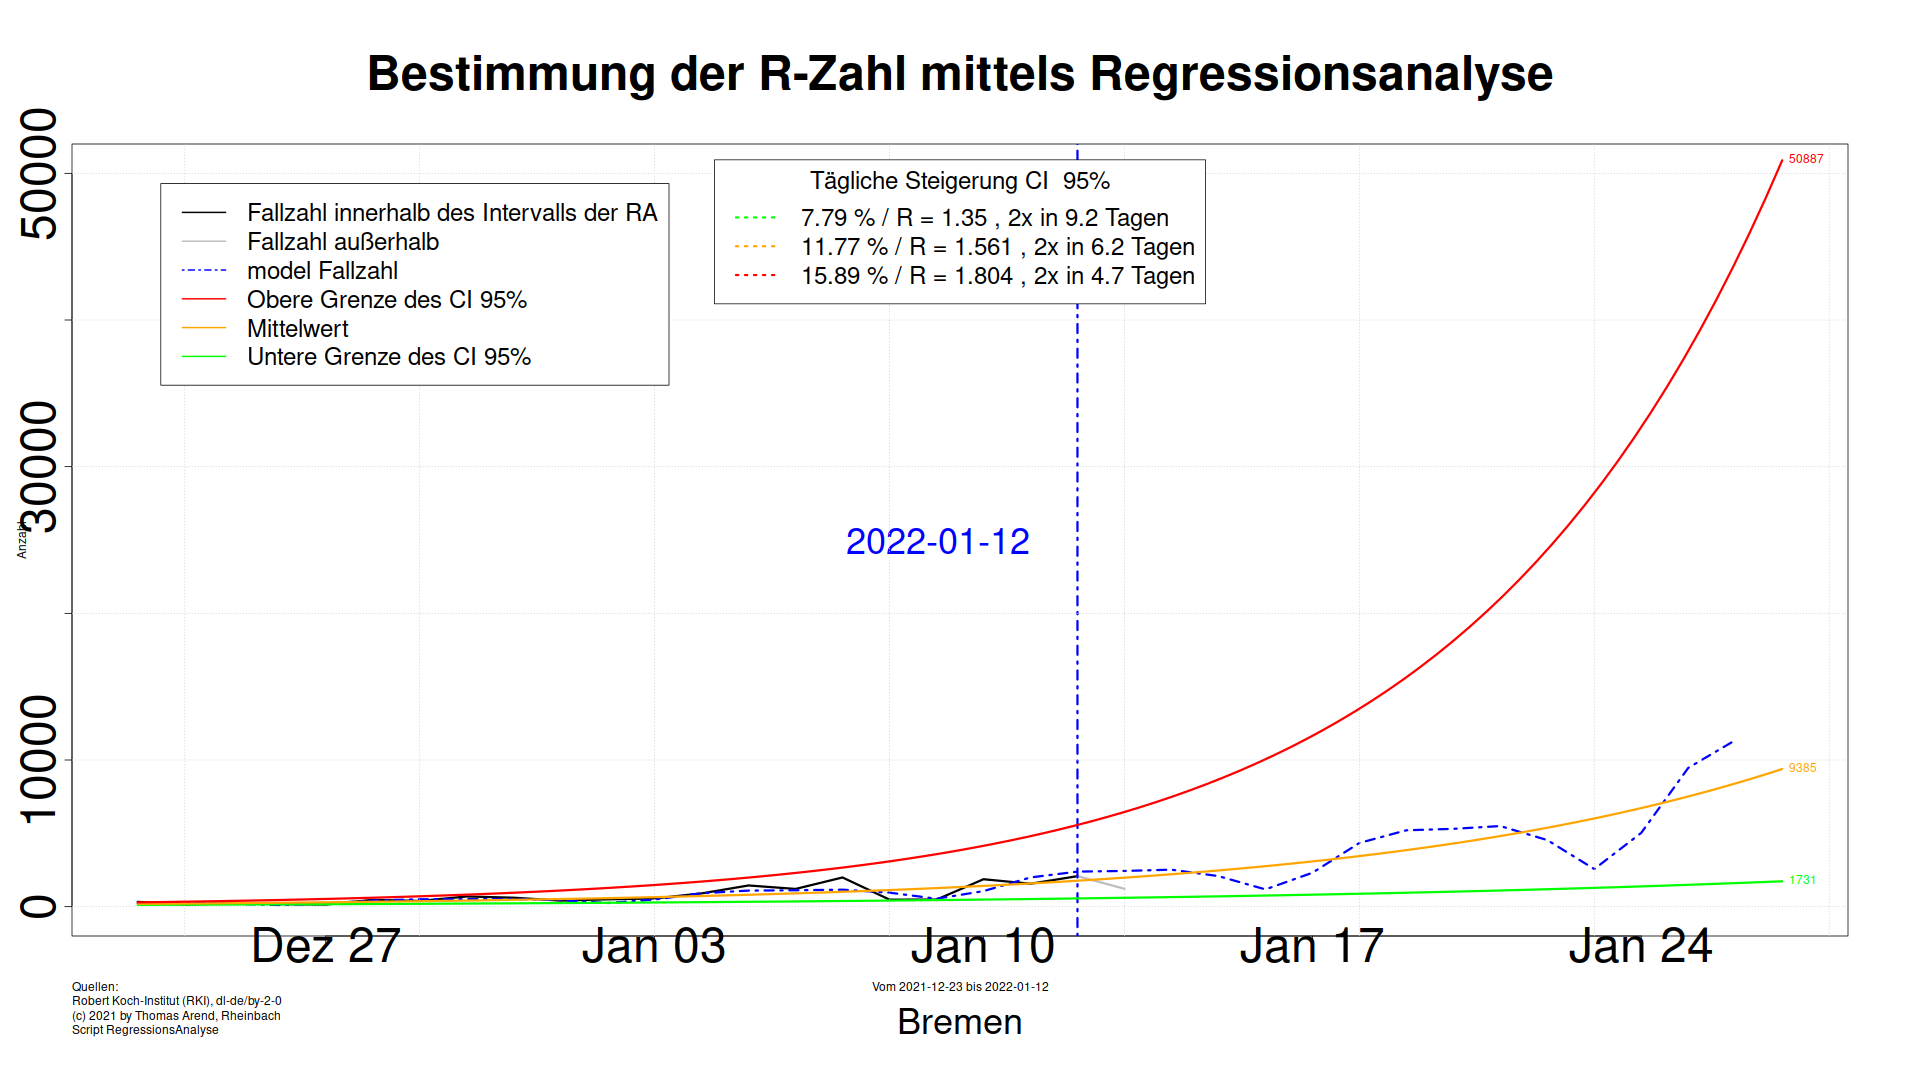 Bestimmung der R-Zahl mittels Regressionsanalyse
Anzahl
50000
30000
10000
0
Fallzahl innerhalb des Intervalls der RA
Fallzahl außerhalb
model Fallzahl
Obere Grenze des CI 95%
Mittelwert
Untere Grenze des CI 95%
Tägliche Steigerung CI  95%
7.79 % / R = 1.35 , 2x in 9.2 Tagen
11.77 % / R = 1.561 , 2x in 6.2 Tagen
15.89 % / R = 1.804 , 2x in 4.7 Tagen
50887
2022-01-12
9385
1731
Dez 27 Jan 03 Jan 10 Jan 17 Jan 24
Quellen:
Robert Koch-Institut (RKI), dl-de/by-2-0
(c) 2021 by Thomas Arend, Rheinbach
Script RegressionsAnalyse
Vom 2021-12-23 bis 2022-01-12
Bremen